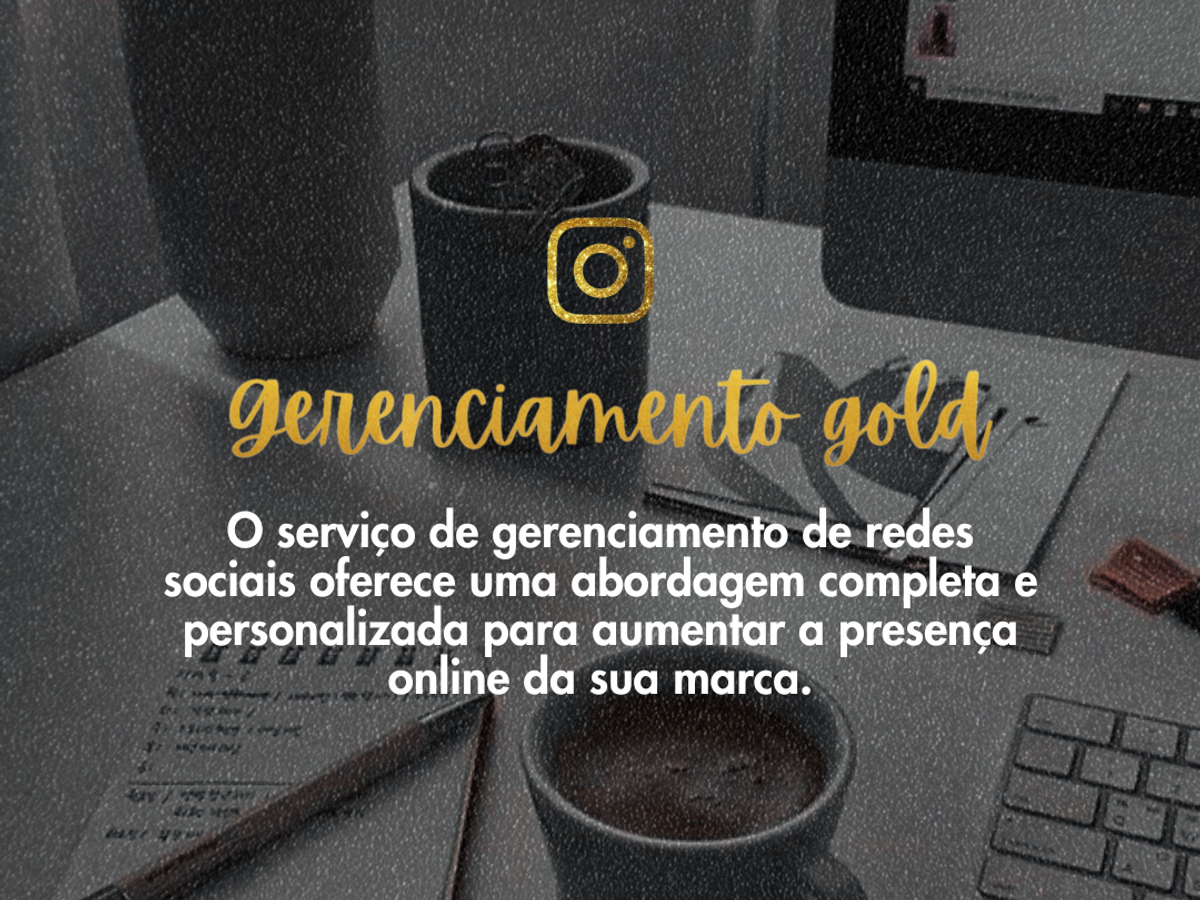 gerenciamento gold
O serviço de gerenciamento de redes
sociais oferece uma abordagem completa e
personalizada para aumentar a presença
online da sua marca.